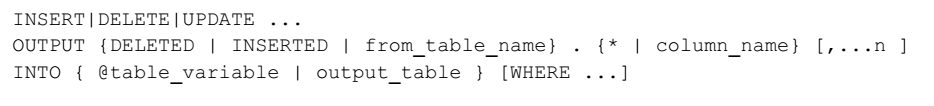 INSERT|DELETE|UPDATE ...
OUTPUT {DELETED | INSERTED | from_table_name} . {* | column_name} [,...n ]
INTO { @table_variable | output_table } [WHERE ...]